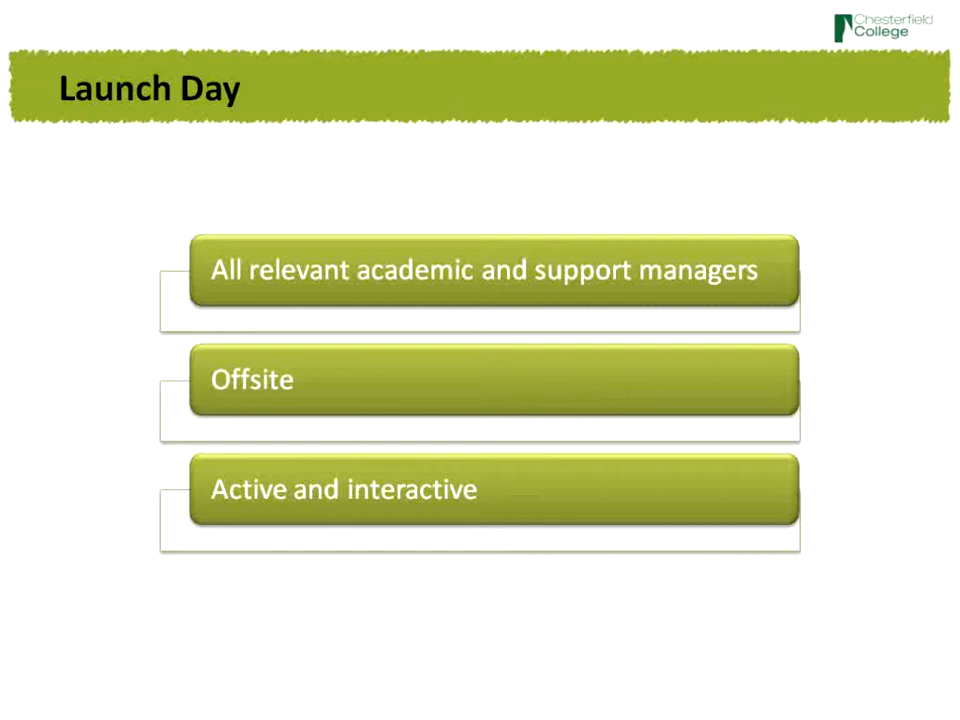 Chesterfield
College
Launch Day
All relevant academic and support managers
Offsite
Active and interactive